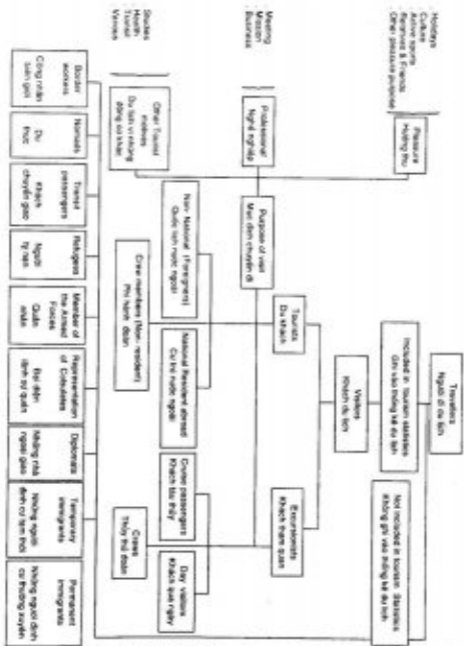 Travellers
Người đi du lịch
Included in tourism statistics
Ghi vào thống kê du lịch
Not included in tourism Statistics
Không ghi vào thống kê du lịch
Visitors
Khách du lịch
- Holidays
- Culture
- Active sports
- Relatives & Friends
- Other pleasure purpose
Pleasure
Hưởng thụ
Tourists
Du khách
Excursionists
Khách tham quan
- Meeting
- Mission
- Business
Professional
Nghề nghiệp
Purpose of visit
Mục đích chuyến đi
Non- National (Foreigners)
Quốc tịch nước ngoài
National Resident abroad
Cư trú nước ngoài
Cruise passengers
Khách tàu thủy
Day visitors
Khách qua ngày
- Studies
- Health
- Transit
- Various
Other Tourist
motives
Du lịch vì những
động cơ khác
Crew members (Non- resident)
Phi hành đoàn
Crews
Thủy thủ đoàn
Border
workers
Công nhân
biên giới
Nomads
Du
Transit
passengers
Khách
chuyển giao
Refugees
Người
tỵ nạn
Member of
the Armed
Forces
Quân
nhân
Representation
of Consulates
Đại diện
lãnh sự quán
Diplomats
Những nhà
ngoại giao
Temporary
immigrants
Những người
định cư tạm thời
Permanent
immigrants
Những người định
cư thường xuyên